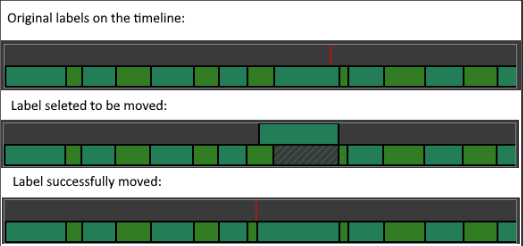 Original labels on the timeline:
Label seleted to be moved:
Label successfully moved: